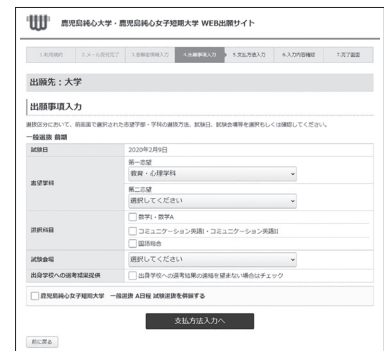 鹿児島純心大学・鹿児島純心女子短期大学 WEB出願サイト
1.利用規約
2.メール送信完了
3.志願者情報入力
4.出願事項入力
5.支払方法入力
6.入力内容確認
7.完了画面
出願先：大学
出願事項入力
選抜区分において、前画面で選択された志望学部・学科の選抜方法、試験日、試験会場等を選択もしくは確認してください。
一般選抜 前期
試験日
2020年2月9日
志望学科
第一志望
教育・心理学科
第二志望
選択してください
選択科目
数学I・数学A
コミュニケーション英語I・コミュニケーション英語II
国語総合
試験会場
選択してください
出身学校への選考結果提供
出身学校への選考結果の連絡を望まない場合はチェック
鹿児島純心女子短期大学 一般選抜 A日程 試験選抜を併願する
支払方法入力へ
前に戻る